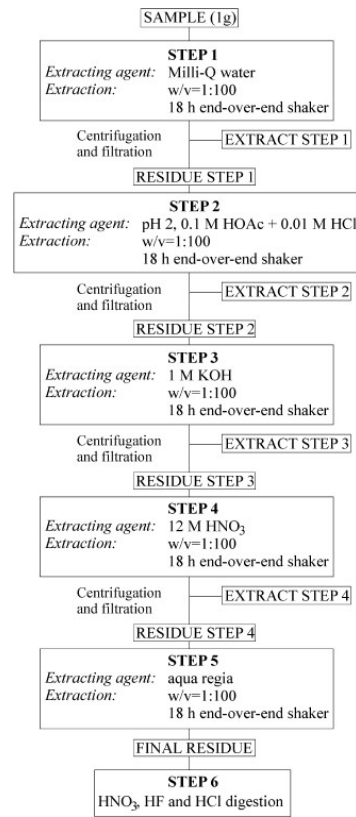 SAMPLE (1g)
STEP 1
Extracting agent: Milli-Q water
Extraction: w/v=1:100
18 h end-over-end shaker
Centrifugation
and filtration
EXTRACT STEP 1
RESIDUE STEP 1
STEP 2
Extracting agent: pH 2, 0.1 M HOAc + 0.01 M HCl
Extraction: w/v=1:100
18 h end-over-end shaker
Centrifugation
and filtration
EXTRACT STEP 2
RESIDUE STEP 2
STEP 3
Extracting agent: 1 M KOH
Extraction: w/v=1:100
18 h end-over-end shaker
Centrifugation
and filtration
EXTRACT STEP 3
RESIDUE STEP 3
STEP 4
Extracting agent: 12 M HNO₃
Extraction: w/v=1:100
18 h end-over-end shaker
Centrifugation
and filtration
EXTRACT STEP 4
RESIDUE STEP 4
STEP 5
Extracting agent: aqua regia
Extraction: w/v=1:100
18 h end-over-end shaker
FINAL RESIDUE
STEP 6
HNO₃, HF and HCl digestion